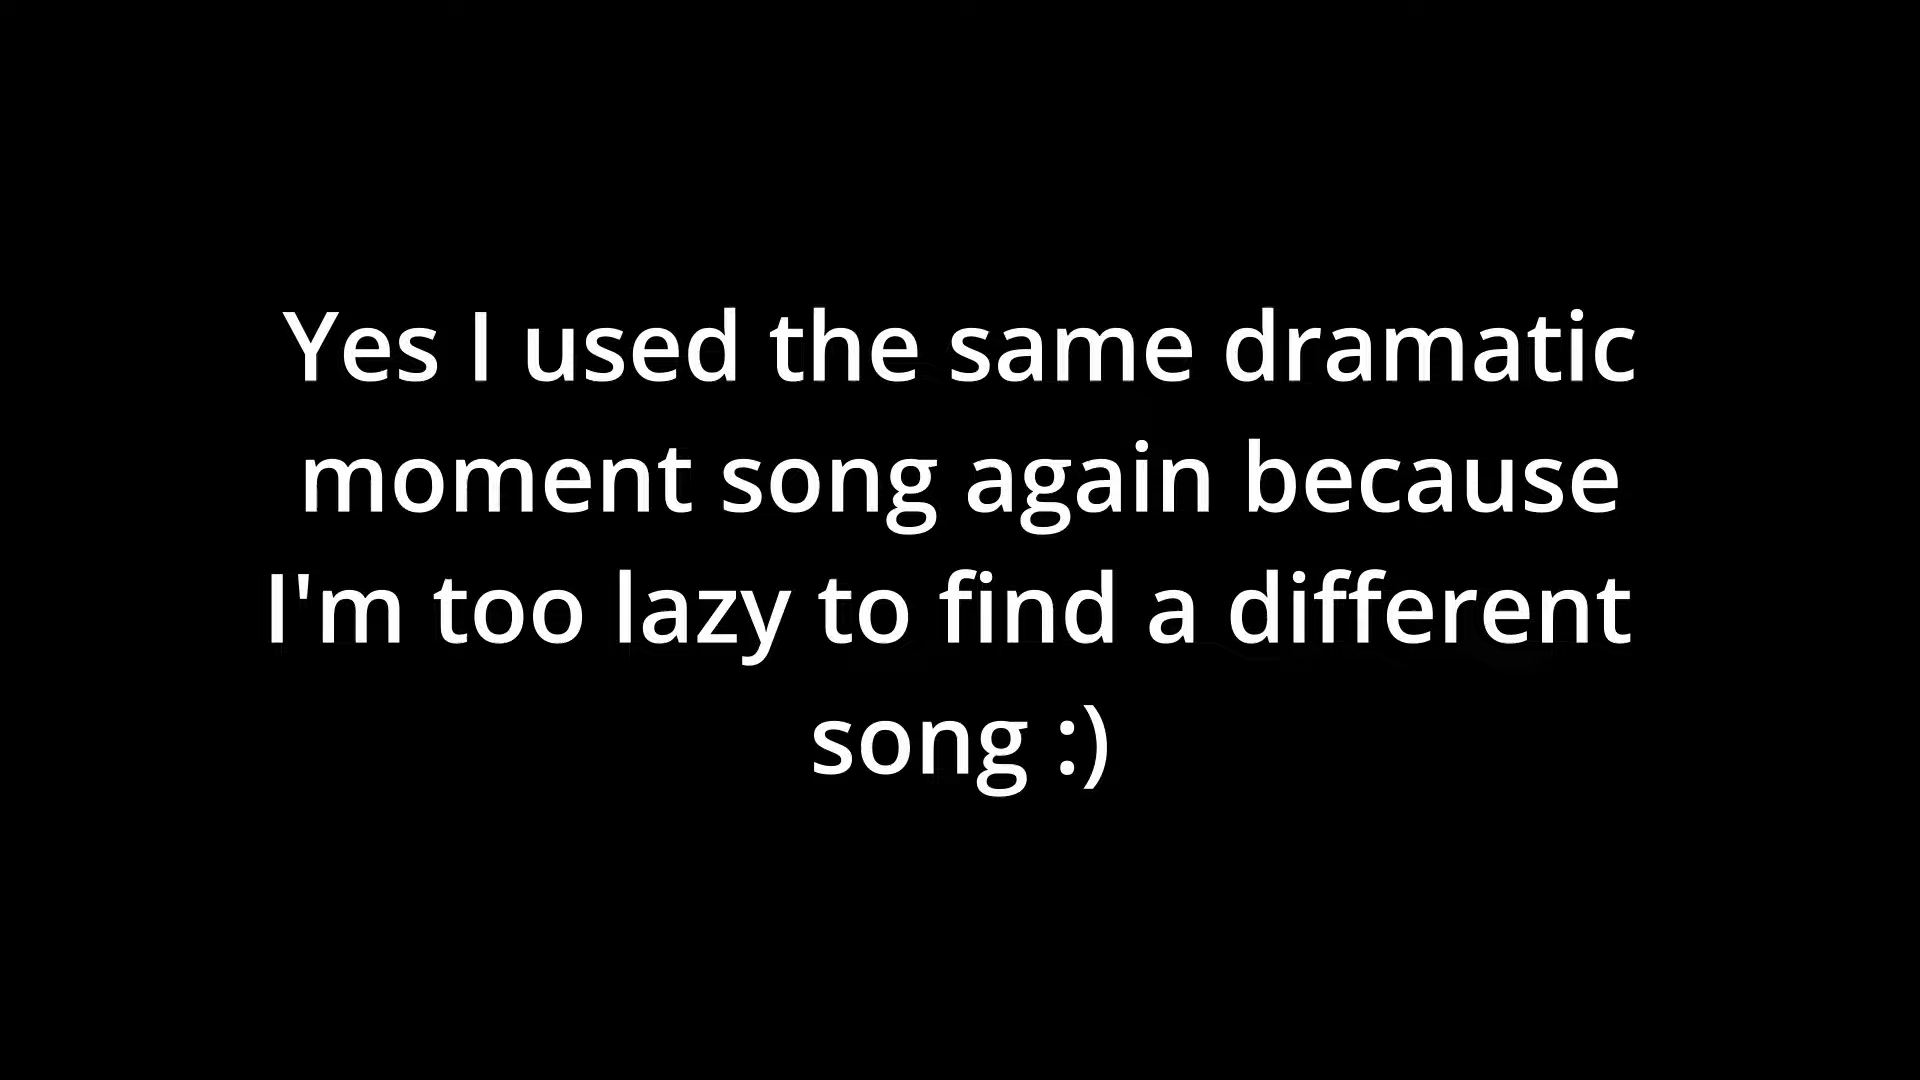 Yes I used the same dramatic
moment song again because
I'm too lazy to find a different
song :)